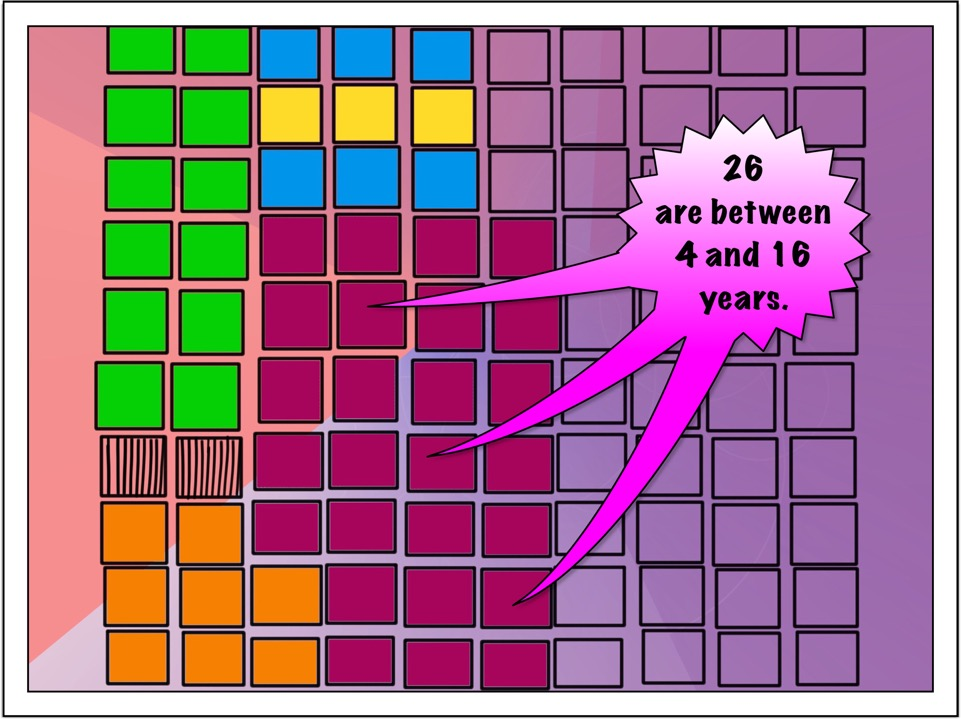 26
are between
4 and 16
years.